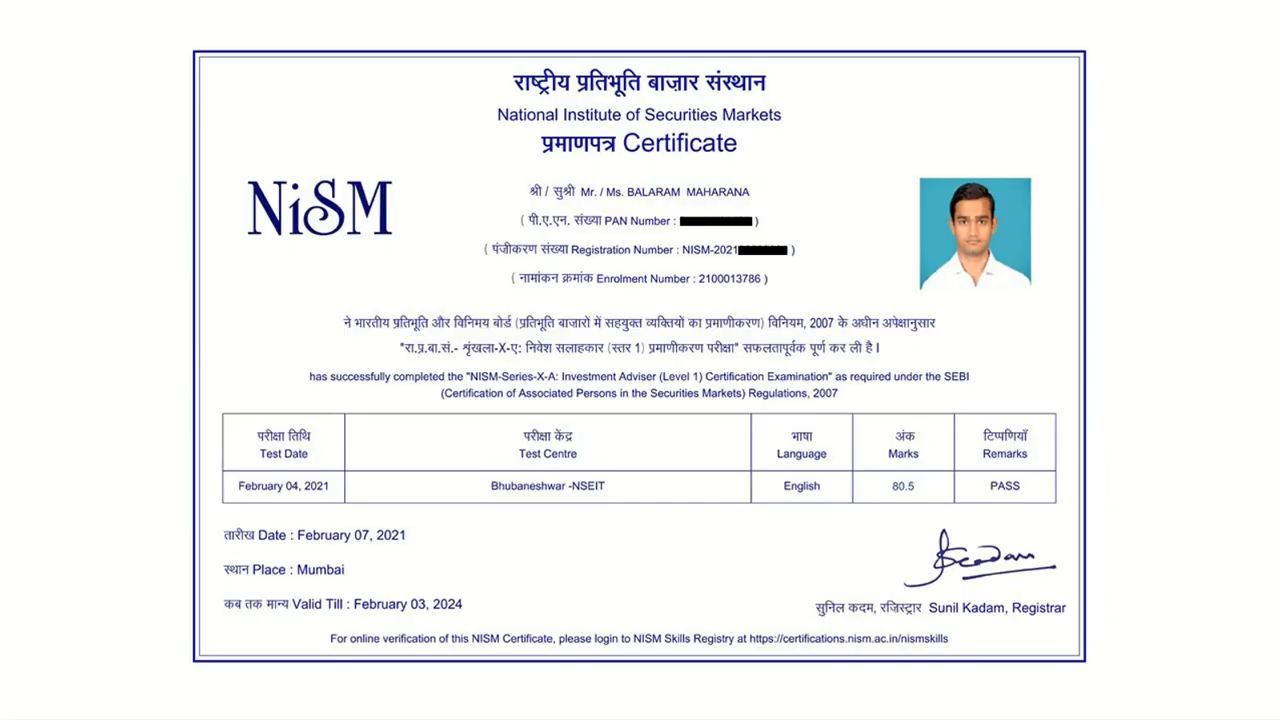 राष्ट्रीय प्रतिभूति बाज़ार संस्थान
National Institute of Securities Markets
प्रमाणपत्र Certificate
NiSM
श्री / सुश्री Mr. / Ms. BALARAM MAHARANA
( पी.ए.एन. संख्या PAN Number : )
( पंजीकरण संख्या Registration Number : NISM-2021 )
( नामांकन क्रमांक Enrolment Number : 2100013786 )
ने भारतीय प्रतिभूति और विनिमय बोर्ड (प्रतिभूति बाजारों में सहयुक्त व्यक्तियों का प्रमाणीकरण) विनियम, 2007 के अधीन अपेक्षानुसार
"रा.प्र.बा.सं.- शृंखला-X-ए: निवेश सलाहकार (स्तर 1) प्रमाणीकरण परीक्षा" सफलतापूर्वक पूर्ण कर ली है I
has successfully completed the "NISM-Series-X-A: Investment Adviser (Level 1) Certification Examination" as required under the SEBI
(Certification of Associated Persons in the Securities Markets) Regulations, 2007
परीक्षा तिथि परीक्षा केंद्र भाषा अंक टिप्पणियाँ
Test Date Test Centre Language Marks Remarks
February 04, 2021 Bhubaneshwar -NSEIT English 80.5 PASS
तारीख Date : February 07, 2021
स्थान Place : Mumbai
कब तक मान्य Valid Till : February 03, 2024
Skadam
सुनिल कदम, रजिस्ट्रार Sunil Kadam, Registrar
For online verification of this NISM Certificate, please login to NISM Skills Registry at https://certifications.nism.ac.in/nismskills